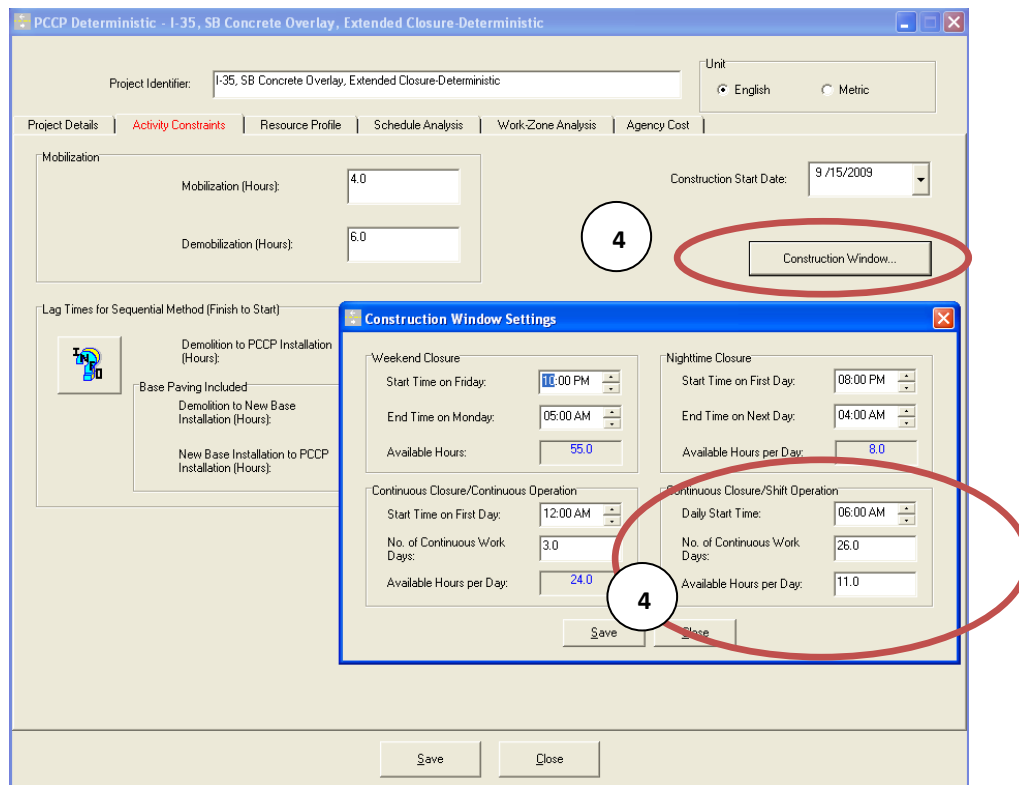 PCCP Deterministic - I-35, SB Concrete Overlay, Extended Closure-Deterministic
Project Identifier:
I-35, SB Concrete Overlay, Extended Closure-Deterministic
Unit
English
Metric
Project Details
Activity Constraints
Resource Profile
Schedule Analysis
Work-Zone Analysis
Agency Cost
Mobilization
Mobilization (Hours):
4.0
Demobilization (Hours):
6.0
Construction Start Date:
9 /15/2009
4
Construction Window...
Lag Times for Sequential Method (Finish to Start)
INFO
Demolition to PCCP Installation
(Hours):
Base Paving Included
Demolition to New Base
Installation (Hours):
New Base Installation to PCCP
Installation (Hours):
Construction Window Settings
Weekend Closure
Start Time on Friday:
10:00 PM
End Time on Monday:
05:00 AM
Available Hours:
55.0
Nighttime Closure
Start Time on First Day:
08:00 PM
End Time on Next Day:
04:00 AM
Available Hours per Day:
8.0
Continuous Closure/Continuous Operation
Start Time on First Day:
12:00 AM
No. of Continuous Work
Days:
3.0
Available Hours per Day:
24.0
Continuous Closure/Shift Operation
Daily Start Time:
06:00 AM
No. of Continuous Work
Days:
26.0
Available Hours per Day:
11.0
4
Save
Close
Save
Close